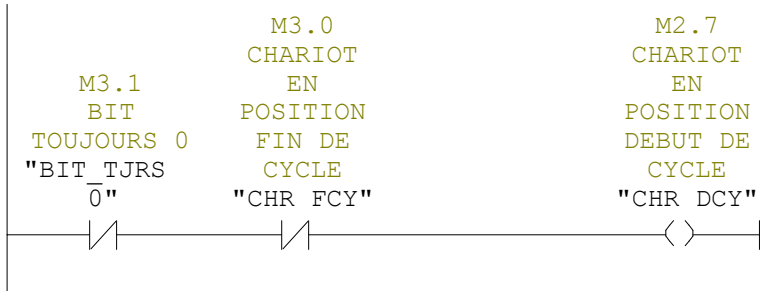 M3.1
BIT
TOUJOURS 0
"BIT_TJRS
_0"
M3.0
CHARIOT
EN
POSITION
FIN DE
CYCLE
"CHR FCY"
M2.7
CHARIOT
EN
POSITION
DEBUT DE
CYCLE
"CHR DCY"